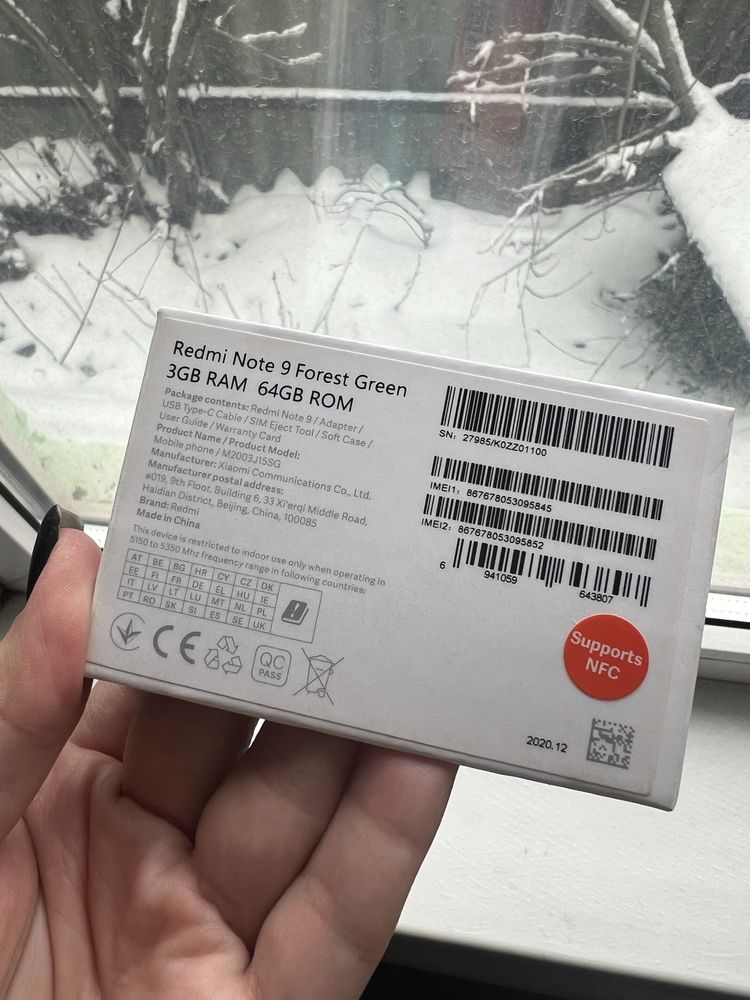 Redmi Note 9 Forest Green
3GB RAM 64GB ROM
Package contents: Redmi Note 9 / Adapter /
USB Type-C Cable / SIM Eject Tool / Soft Case /
User Guide / Warranty Card
Product Name / Product Model:
Mobile phone / M2003J15SG
Manufacturer: Xiaomi Communications Co., Ltd.
Manufacturer postal address:
#019, 9th Floor, Building 6, 33 Xi'erqi Middle Road,
Haidian District, Beijing, China, 100085
Brand: Redmi
Made in China
This device is restricted to indoor use only when operating in
5150 to 5350 Mhz frequency range in following countries:
AT BE BG HR CY CZ DK
EE FI FR DE EL HU IE
IT LV LT LU MT NL PL
PT RO SK SI ES SE UK
CE
QC
PASS
SN: 27985/K0ZZ01100
IMEI1: 867678053095845
IMEI2: 867678053095852
6 941059 643807
Supports
NFC
2020.12